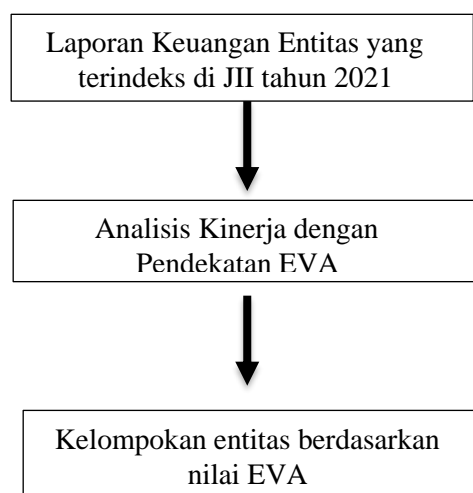 Laporan Keuangan Entitas yang
terindeks di JII tahun 2021
Analisis Kinerja dengan
Pendekatan EVA
Kelompokan entitas berdasarkan
nilai EVA